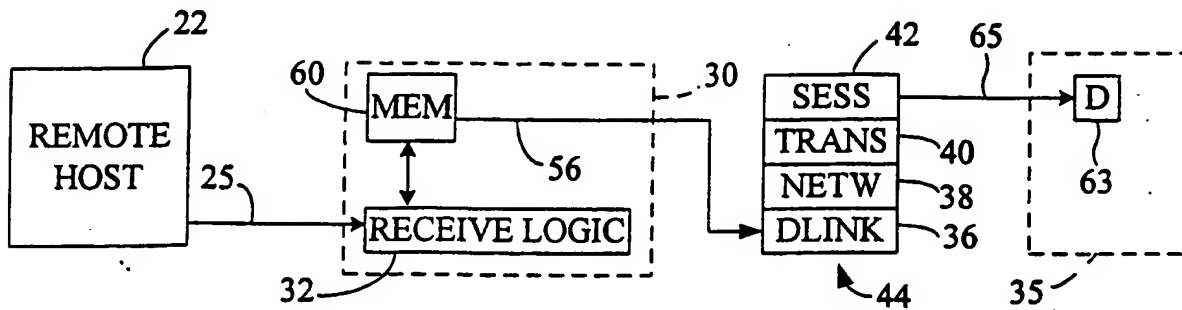 22
REMOTE
HOST
25
60
MEM
30
56
RECEIVE LOGIC
32
42
SESS
TRANS
NETW
DLINK
40
38
36
44
65
D
63
35